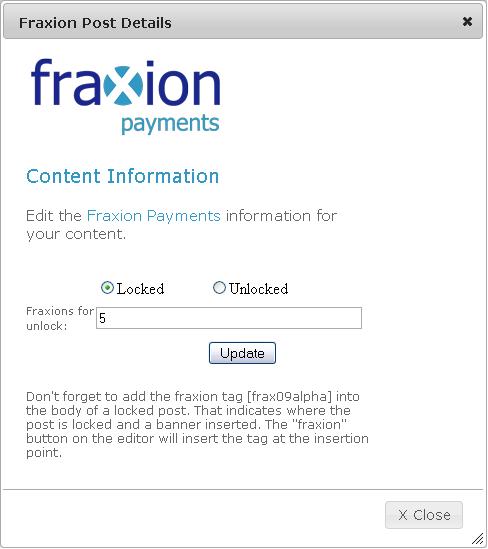 Fraxion Post Details
fraxion
payments
Content Information
Edit the Fraxion Payments information for
your content.
Locked Unlocked
Fraxions for
unlock:
5
Update
Don't forget to add the fraxion tag [frax09alpha] into
the body of a locked post. That indicates where the
post is locked and a banner inserted. The "fraxion"
button on the editor will insert the tag at the insertion
point.
X Close